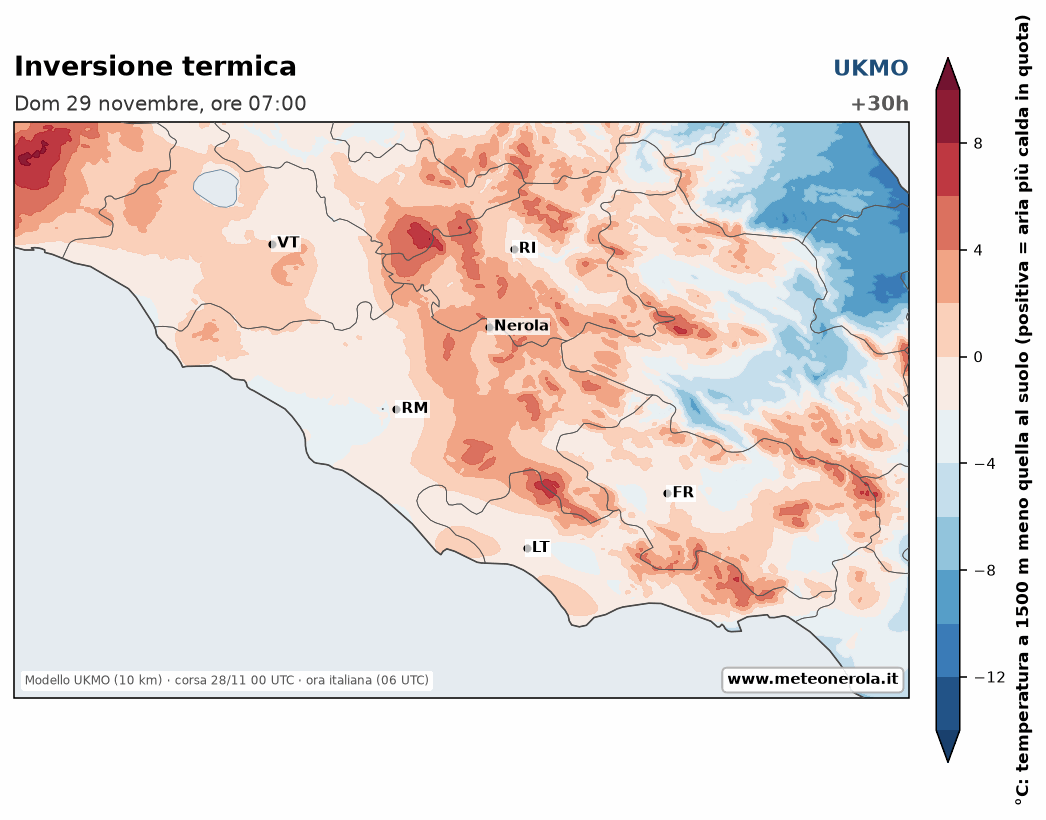 Inversione termica
UKMO
Dom 29 novembre, ore 07:00
+30h
VT
RI
Nerola
RM
FR
LT
Modello UKMO (10 km) · corsa 28/11 00 UTC · ora italiana (06 UTC)
www.meteonerola.it
8
4
0
−4
−8
−12
°C: temperatura a 1500 m meno quella al suolo (positiva = aria più calda in quota)